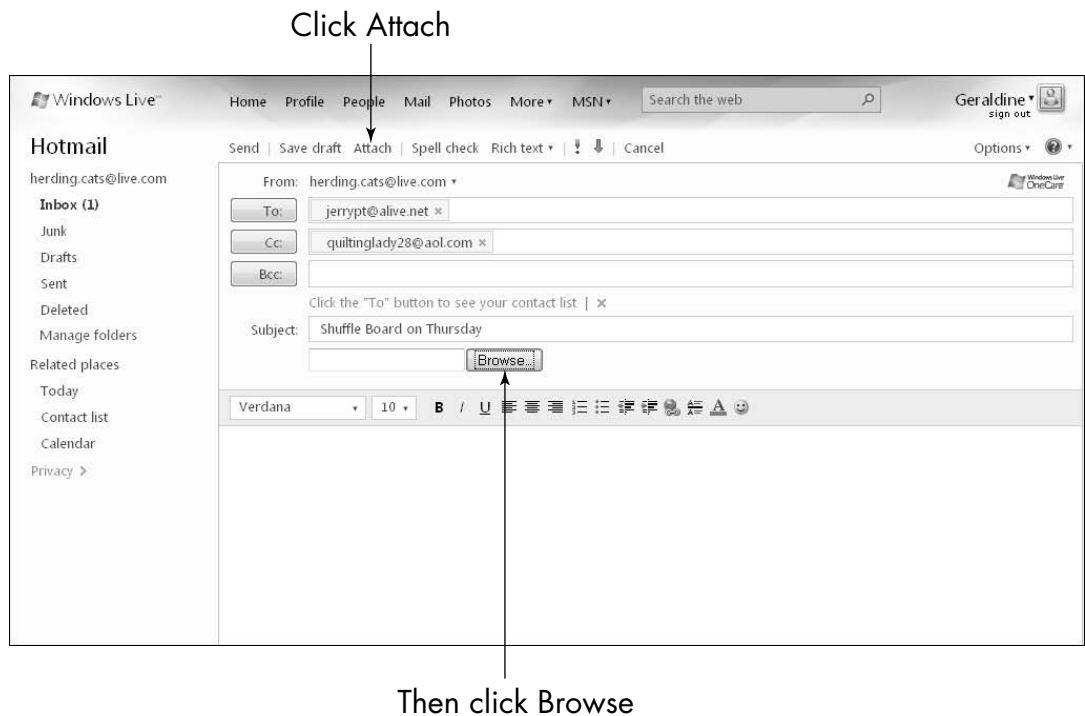 Click Attach
Windows Live™ Home Profile People Mail Photos More MSN Search the web Geraldine
sign out
Hotmail Send | Save draft Attach | Spell check Rich text | Cancel Options
herding.cats@live.com From: herding.cats@live.com Windows Live
OneCare
Inbox (1) To: jerrypt@alive.net ×
Junk Cc: quiltinglady28@aol.com ×
Drafts
Sent Bcc:
Deleted Click the "To" button to see your contact list | ×
Manage folders Subject: Shuffle Board on Thursday
Related places Browse...
Today
Contact list Verdana 10 B I U A
Calendar
Privacy >
Then click Browse